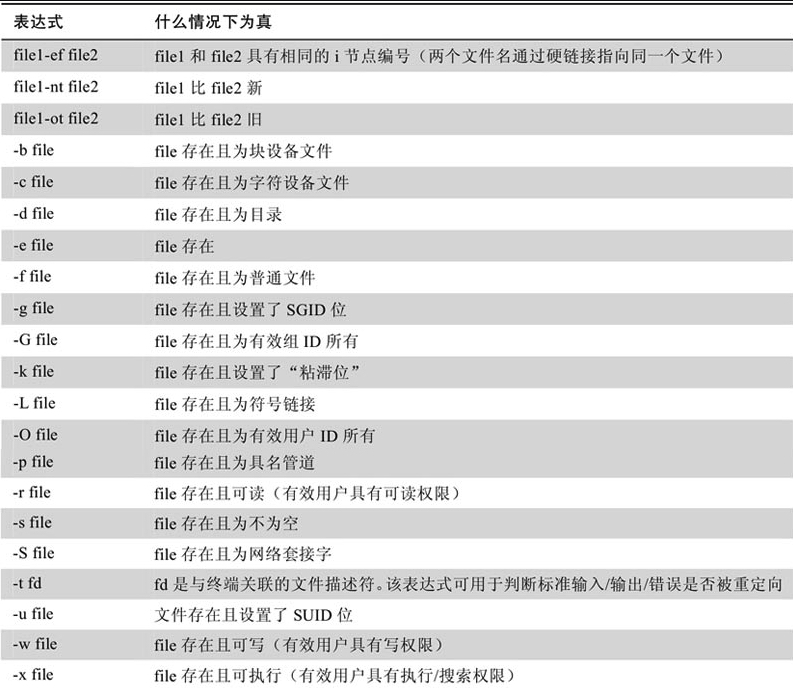 表达式 什么情况下为真
file1-ef file2 file1 和 file2 具有相同的 i 节点编号（两个文件名通过硬链接指向同一个文件）
file1-nt file2 file1 比 file2 新
file1-ot file2 file1 比 file2 旧
-b file file 存在且为块设备文件
-c file file 存在且为字符设备文件
-d file file 存在且为目录
-e file file 存在
-f file file 存在且为普通文件
-g file file 存在且设置了 SGID 位
-G file file 存在且为有效组 ID 所有
-k file file 存在且设置了“粘滞位”
-L file file 存在且为符号链接
-O file file 存在且为有效用户 ID 所有
-p file file 存在且为具名管道
-r file file 存在且可读（有效用户具有可读权限）
-s file file 存在且为不为空
-S file file 存在且为网络套接字
-t fd fd 是与终端关联的文件描述符。该表达式可用于判断标准输入/输出/错误是否被重定向
-u file 文件存在且设置了 SUID 位
-w file file 存在且可写（有效用户具有写权限）
-x file file 存在且可执行（有效用户具有执行/搜索权限）